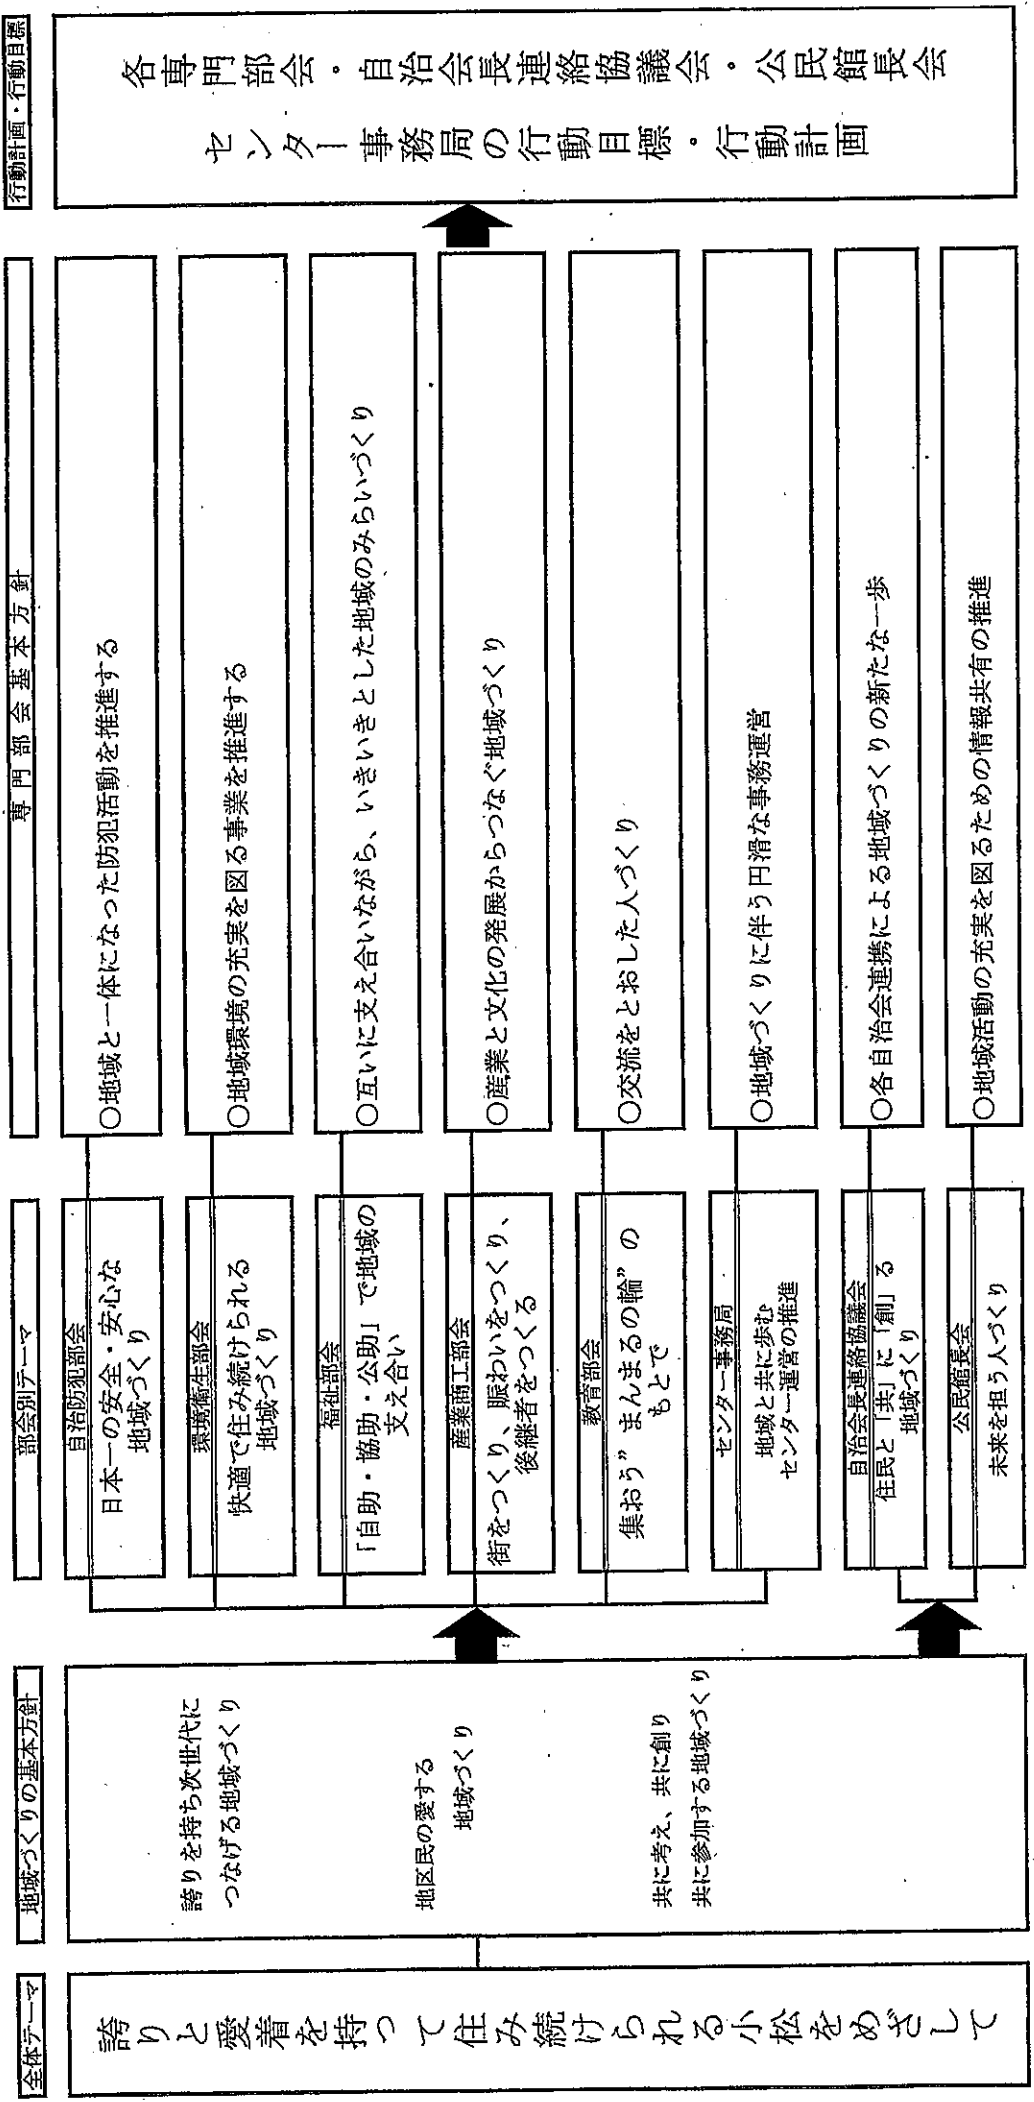 全体テーマ
誇りと愛着を持って住み続けられる小松をめざして
地域づくりの基本方針
誇りを持ち次世代に
つなげる地域づくり
地区民の愛する
地域づくり
共に考え、共に創り
共に参加する地域づくり
部会別テーマ
自治防犯部会
日本一の安全・安心な
地域づくり
環境衛生部会
快適で住み続けられる
地域づくり
福祉部会
「自助・協助・公助」で地域の
支え合い
産業商工部会
街をつくり、賑わいをつくり、
後継者をつくる
教育部会
集おう”まんまるの輪”の
もとで
センター事務局
地域と共に歩む
センター運営の推進
自治会長連絡協議会
住民と「共」に「創」る
地域づくり
公民館長会
未来を担う人づくり
専門部会基本方針
○地域と一体になった防犯活動を推進する
○地域環境の充実を図る事業を推進する
○互いに支え合いながら、いきいきとした地域のみらいづくり
○産業と文化の発展からつなぐ地域づくり
○交流をとおした人づくり
○地域づくりに伴う円滑な事務運営
○各自治会連携による地域づくりの新たな一歩
○地域活動の充実を図るための情報共有の推進
行動計画・行動目標
各専門部会・自治会長連絡協議会・公民館長会
センター事務局の行動目標・行動計画